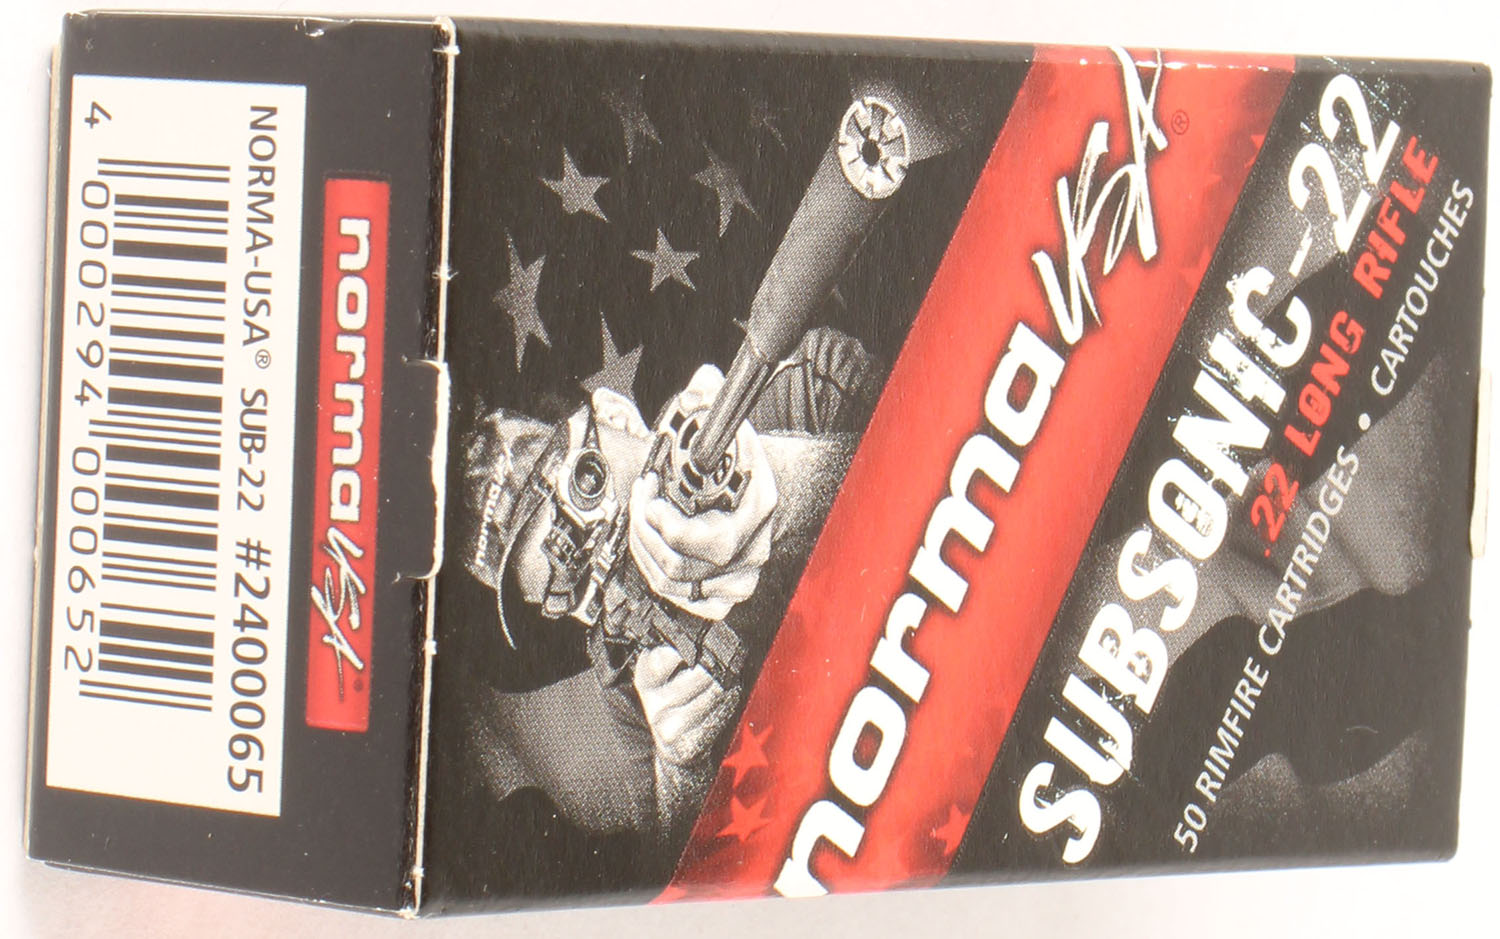 NORMA-USA® SUB-22 #2400065
4 000294 000652
norma USA®
norma USA®
SUBSONIC-22
.22 LONG RIFLE
50 RIMFIRE CARTRIDGES • CARTOUCHES